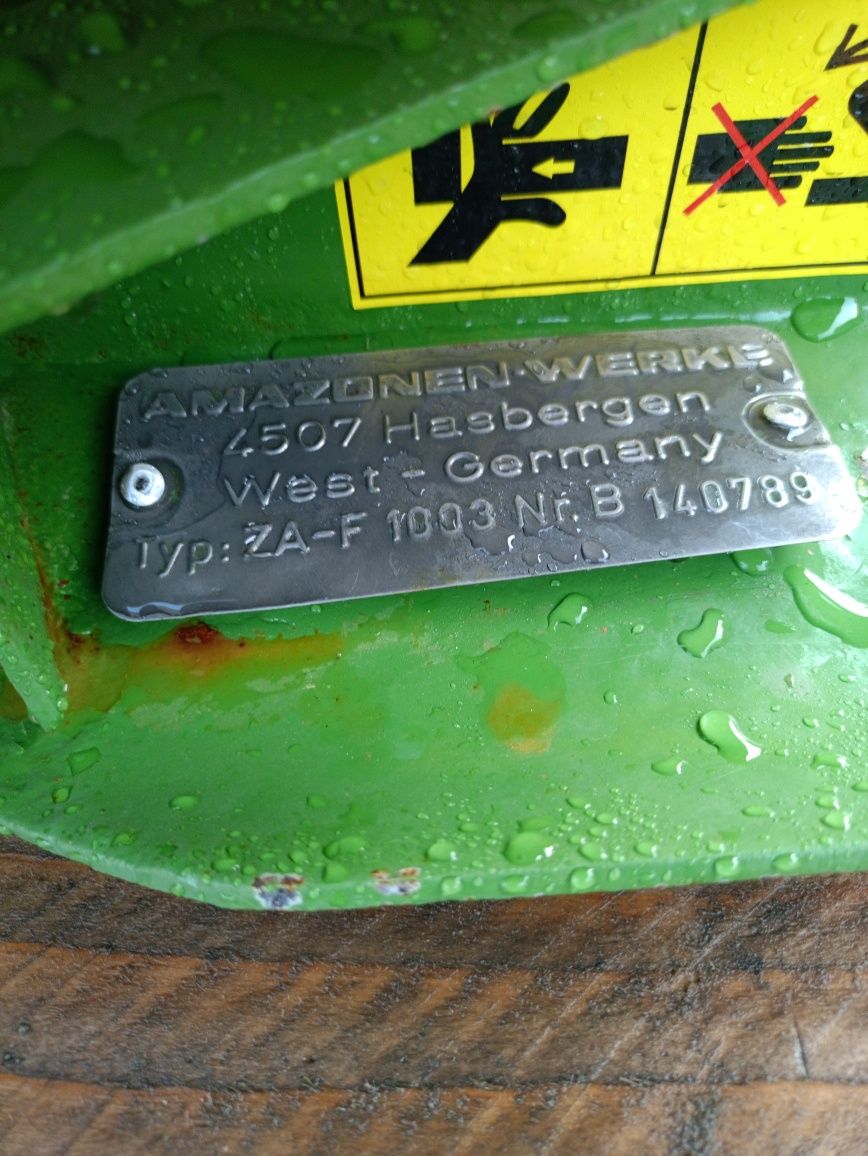 AMAZONEN-WERKE
4507 Hasbergen
West - Germany
Typ: ZA-F 1003 Nr. B 140789